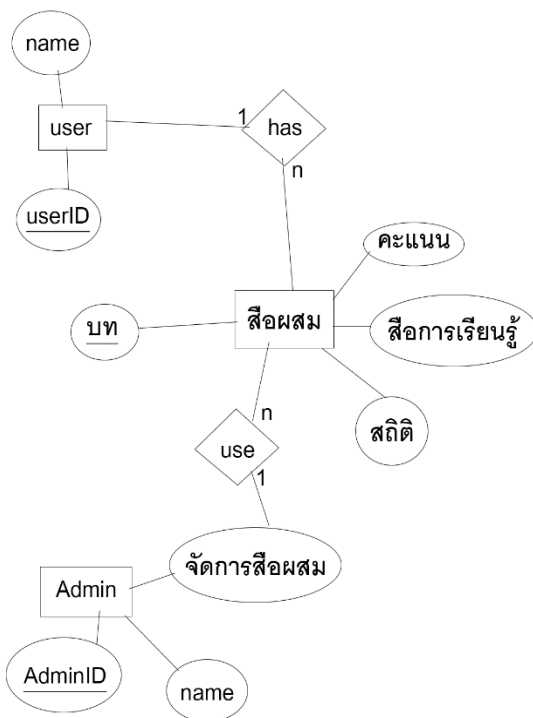 name
user
1
has
n
userID
คะแนน
บท
สือผสม
สือการเรียนรู้
สถิติ
n
use
1
จัดการสือผสม
Admin
AdminID
name